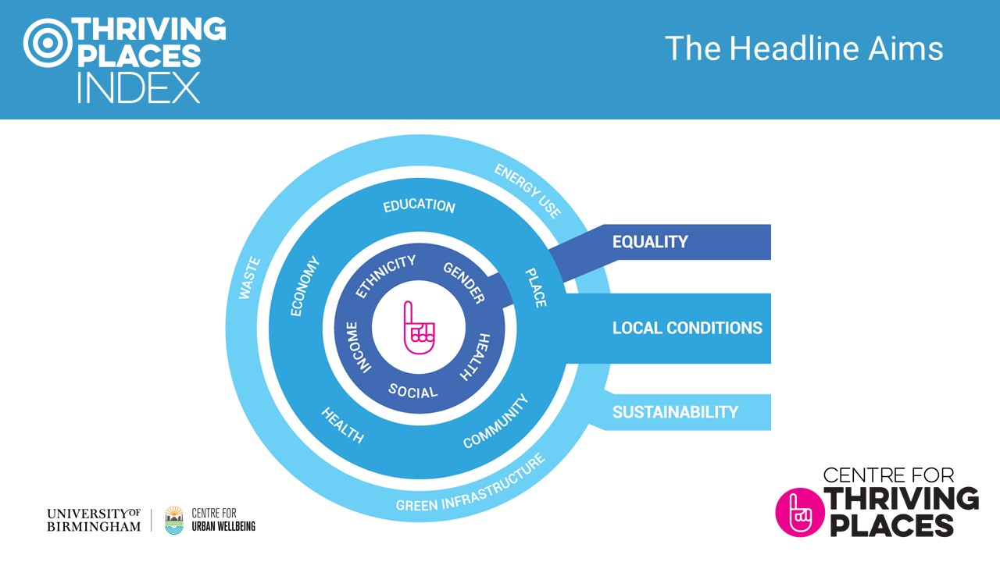 THRIVING
PLACES
INDEX
The Headline Aims
ENERGY USE
WASTE
GREEN INFRASTRUCTURE
EDUCATION
ECONOMY
PLACE
HEALTH
COMMUNITY
ETHNICITY
GENDER
INCOME
HEALTH
SOCIAL
EQUALITY
LOCAL CONDITIONS
SUSTAINABILITY
UNIVERSITY OF
BIRMINGHAM
CENTRE FOR
URBAN WELLBEING
CENTRE FOR
THRIVING
PLACES